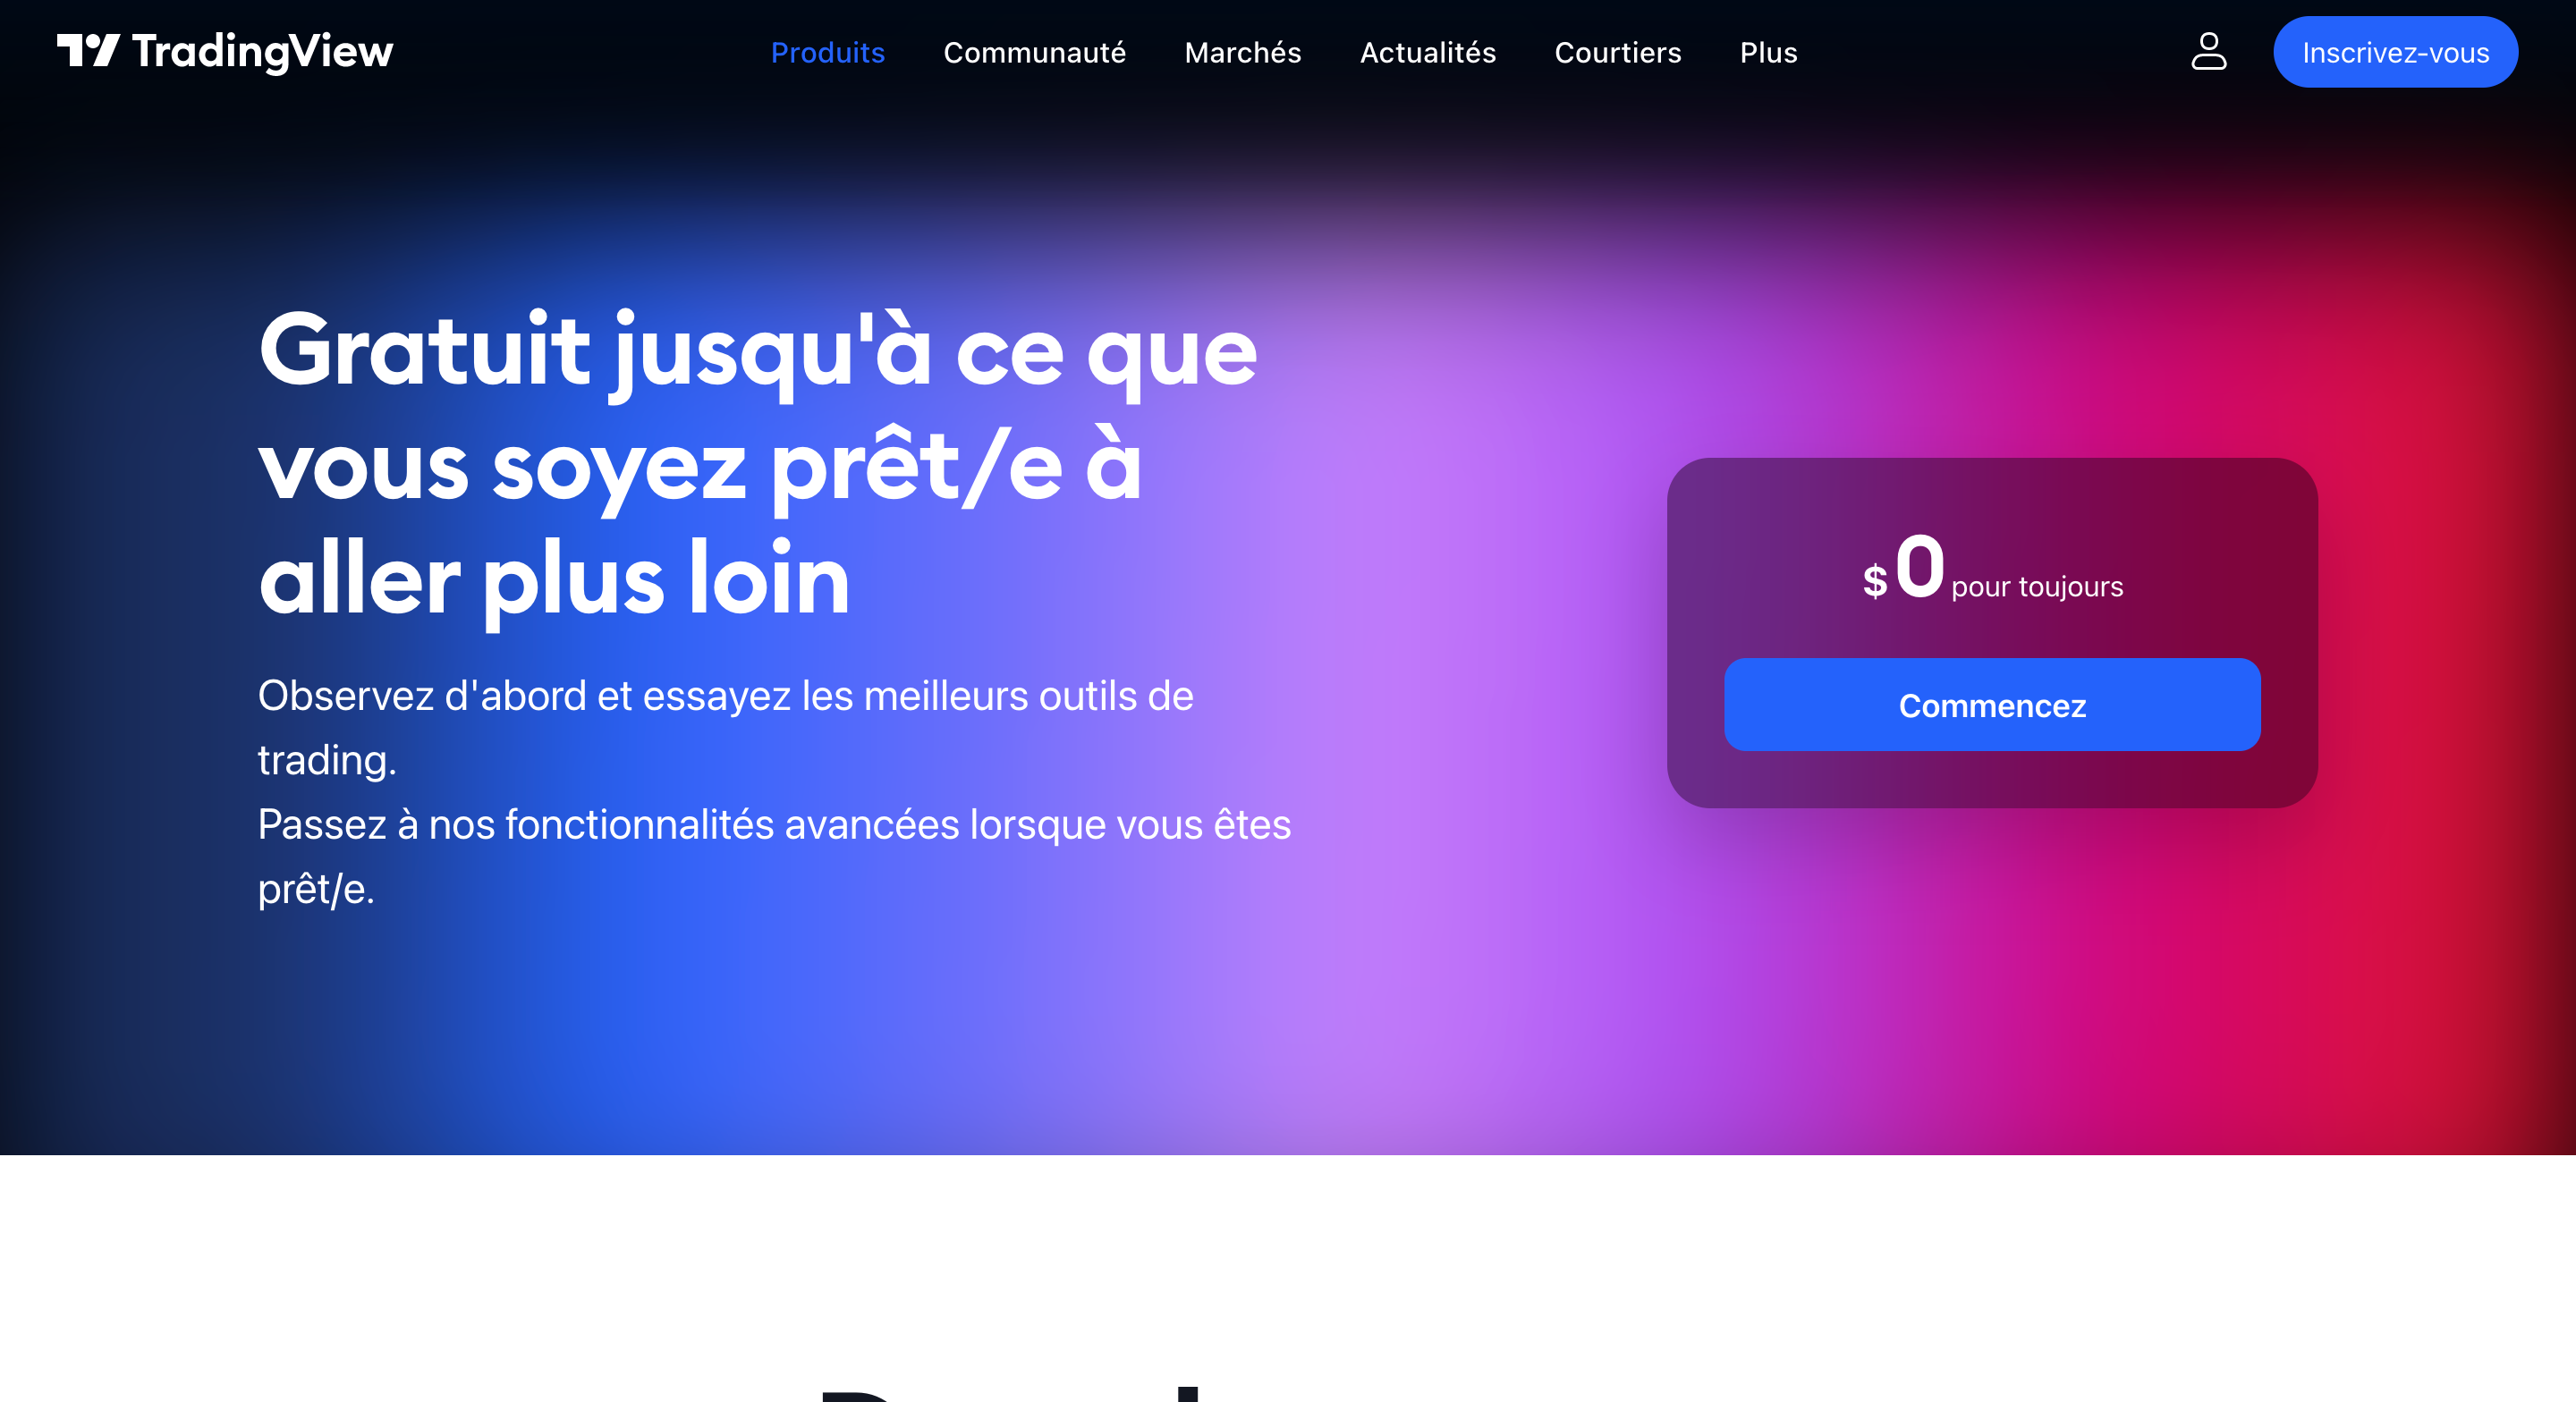 TradingView
Produits
Communauté
Marchés
Actualités
Courtiers
Plus
Inscrivez-vous
Gratuit jusqu'à ce que
vous soyez prêt/e à
aller plus loin
Observez d'abord et essayez les meilleurs outils de
trading.
Passez à nos fonctionnalités avancées lorsque vous êtes
prêt/e.
$0 pour toujours
Commencez